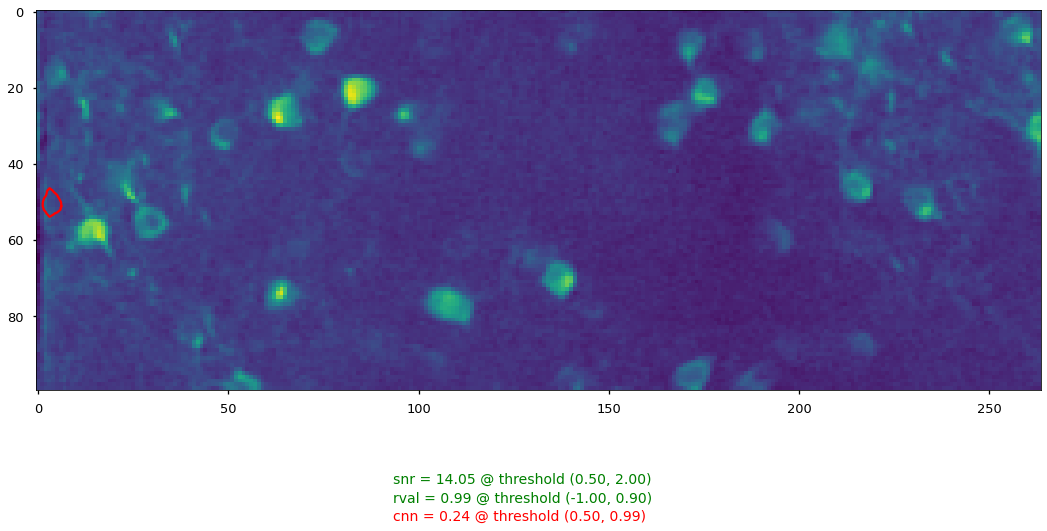 0
20
40
60
80
0 50 100 150 200 250
snr = 14.05 @ threshold (0.50, 2.00)
rval = 0.99 @ threshold (-1.00, 0.90)
cnn = 0.24 @ threshold (0.50, 0.99)